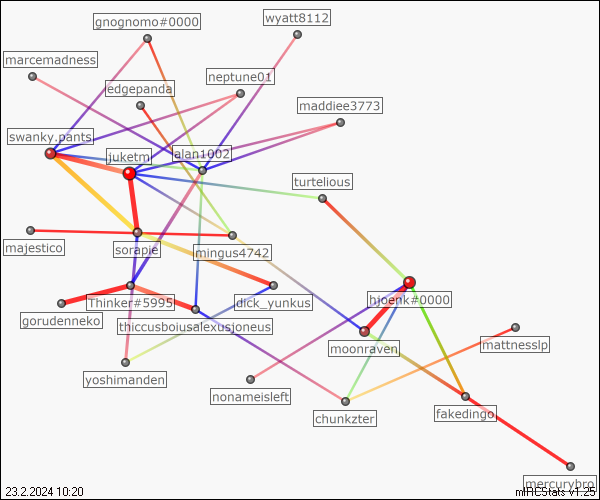 wyatt8112
gnognomo#0000
marcemadness
neptune01
edgepanda
maddiee3773
swanky.pants
juketm
alan1002
turtelious
majestico
sorapie
mingus4742
Thinker#5995
dick_yunkus
hjoenk#0000
gorudenneko
thiccusboiusalexusjoneus
moonraven
mattnesslp
yoshimanden
nonameisleft
chunkzter
fakedingo
mercurybro
23.2.2024 10:20
mIRCStats v1.25